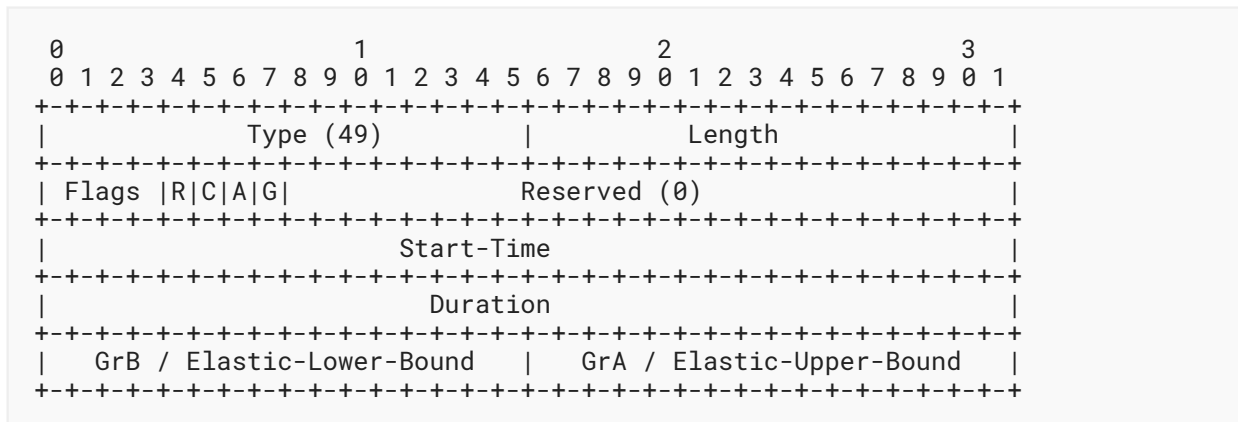 0                   1                   2                   3
 0 1 2 3 4 5 6 7 8 9 0 1 2 3 4 5 6 7 8 9 0 1 2 3 4 5 6 7 8 9 0 1
+-+-+-+-+-+-+-+-+-+-+-+-+-+-+-+-+-+-+-+-+-+-+-+-+-+-+-+-+-+-+-+-+
|             Type (49)         |          Length               |
+-+-+-+-+-+-+-+-+-+-+-+-+-+-+-+-+-+-+-+-+-+-+-+-+-+-+-+-+-+-+-+-+
| Flags |R|C|A|G|               Reserved (0)                    |
+-+-+-+-+-+-+-+-+-+-+-+-+-+-+-+-+-+-+-+-+-+-+-+-+-+-+-+-+-+-+-+-+
|                       Start-Time                              |
+-+-+-+-+-+-+-+-+-+-+-+-+-+-+-+-+-+-+-+-+-+-+-+-+-+-+-+-+-+-+-+-+
|                         Duration                              |
+-+-+-+-+-+-+-+-+-+-+-+-+-+-+-+-+-+-+-+-+-+-+-+-+-+-+-+-+-+-+-+-+
|   GrB / Elastic-Lower-Bound   |   GrA / Elastic-Upper-Bound   |
+-+-+-+-+-+-+-+-+-+-+-+-+-+-+-+-+-+-+-+-+-+-+-+-+-+-+-+-+-+-+-+-+